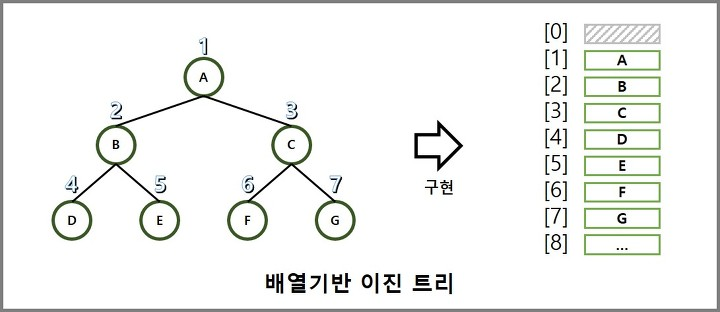 1
A
2
3
B
C
4
5
6
7
D
E
F
G
구현
[0]
[1] A
[2] B
[3] C
[4] D
[5] E
[6] F
[7] G
[8] ...
배열기반 이진 트리